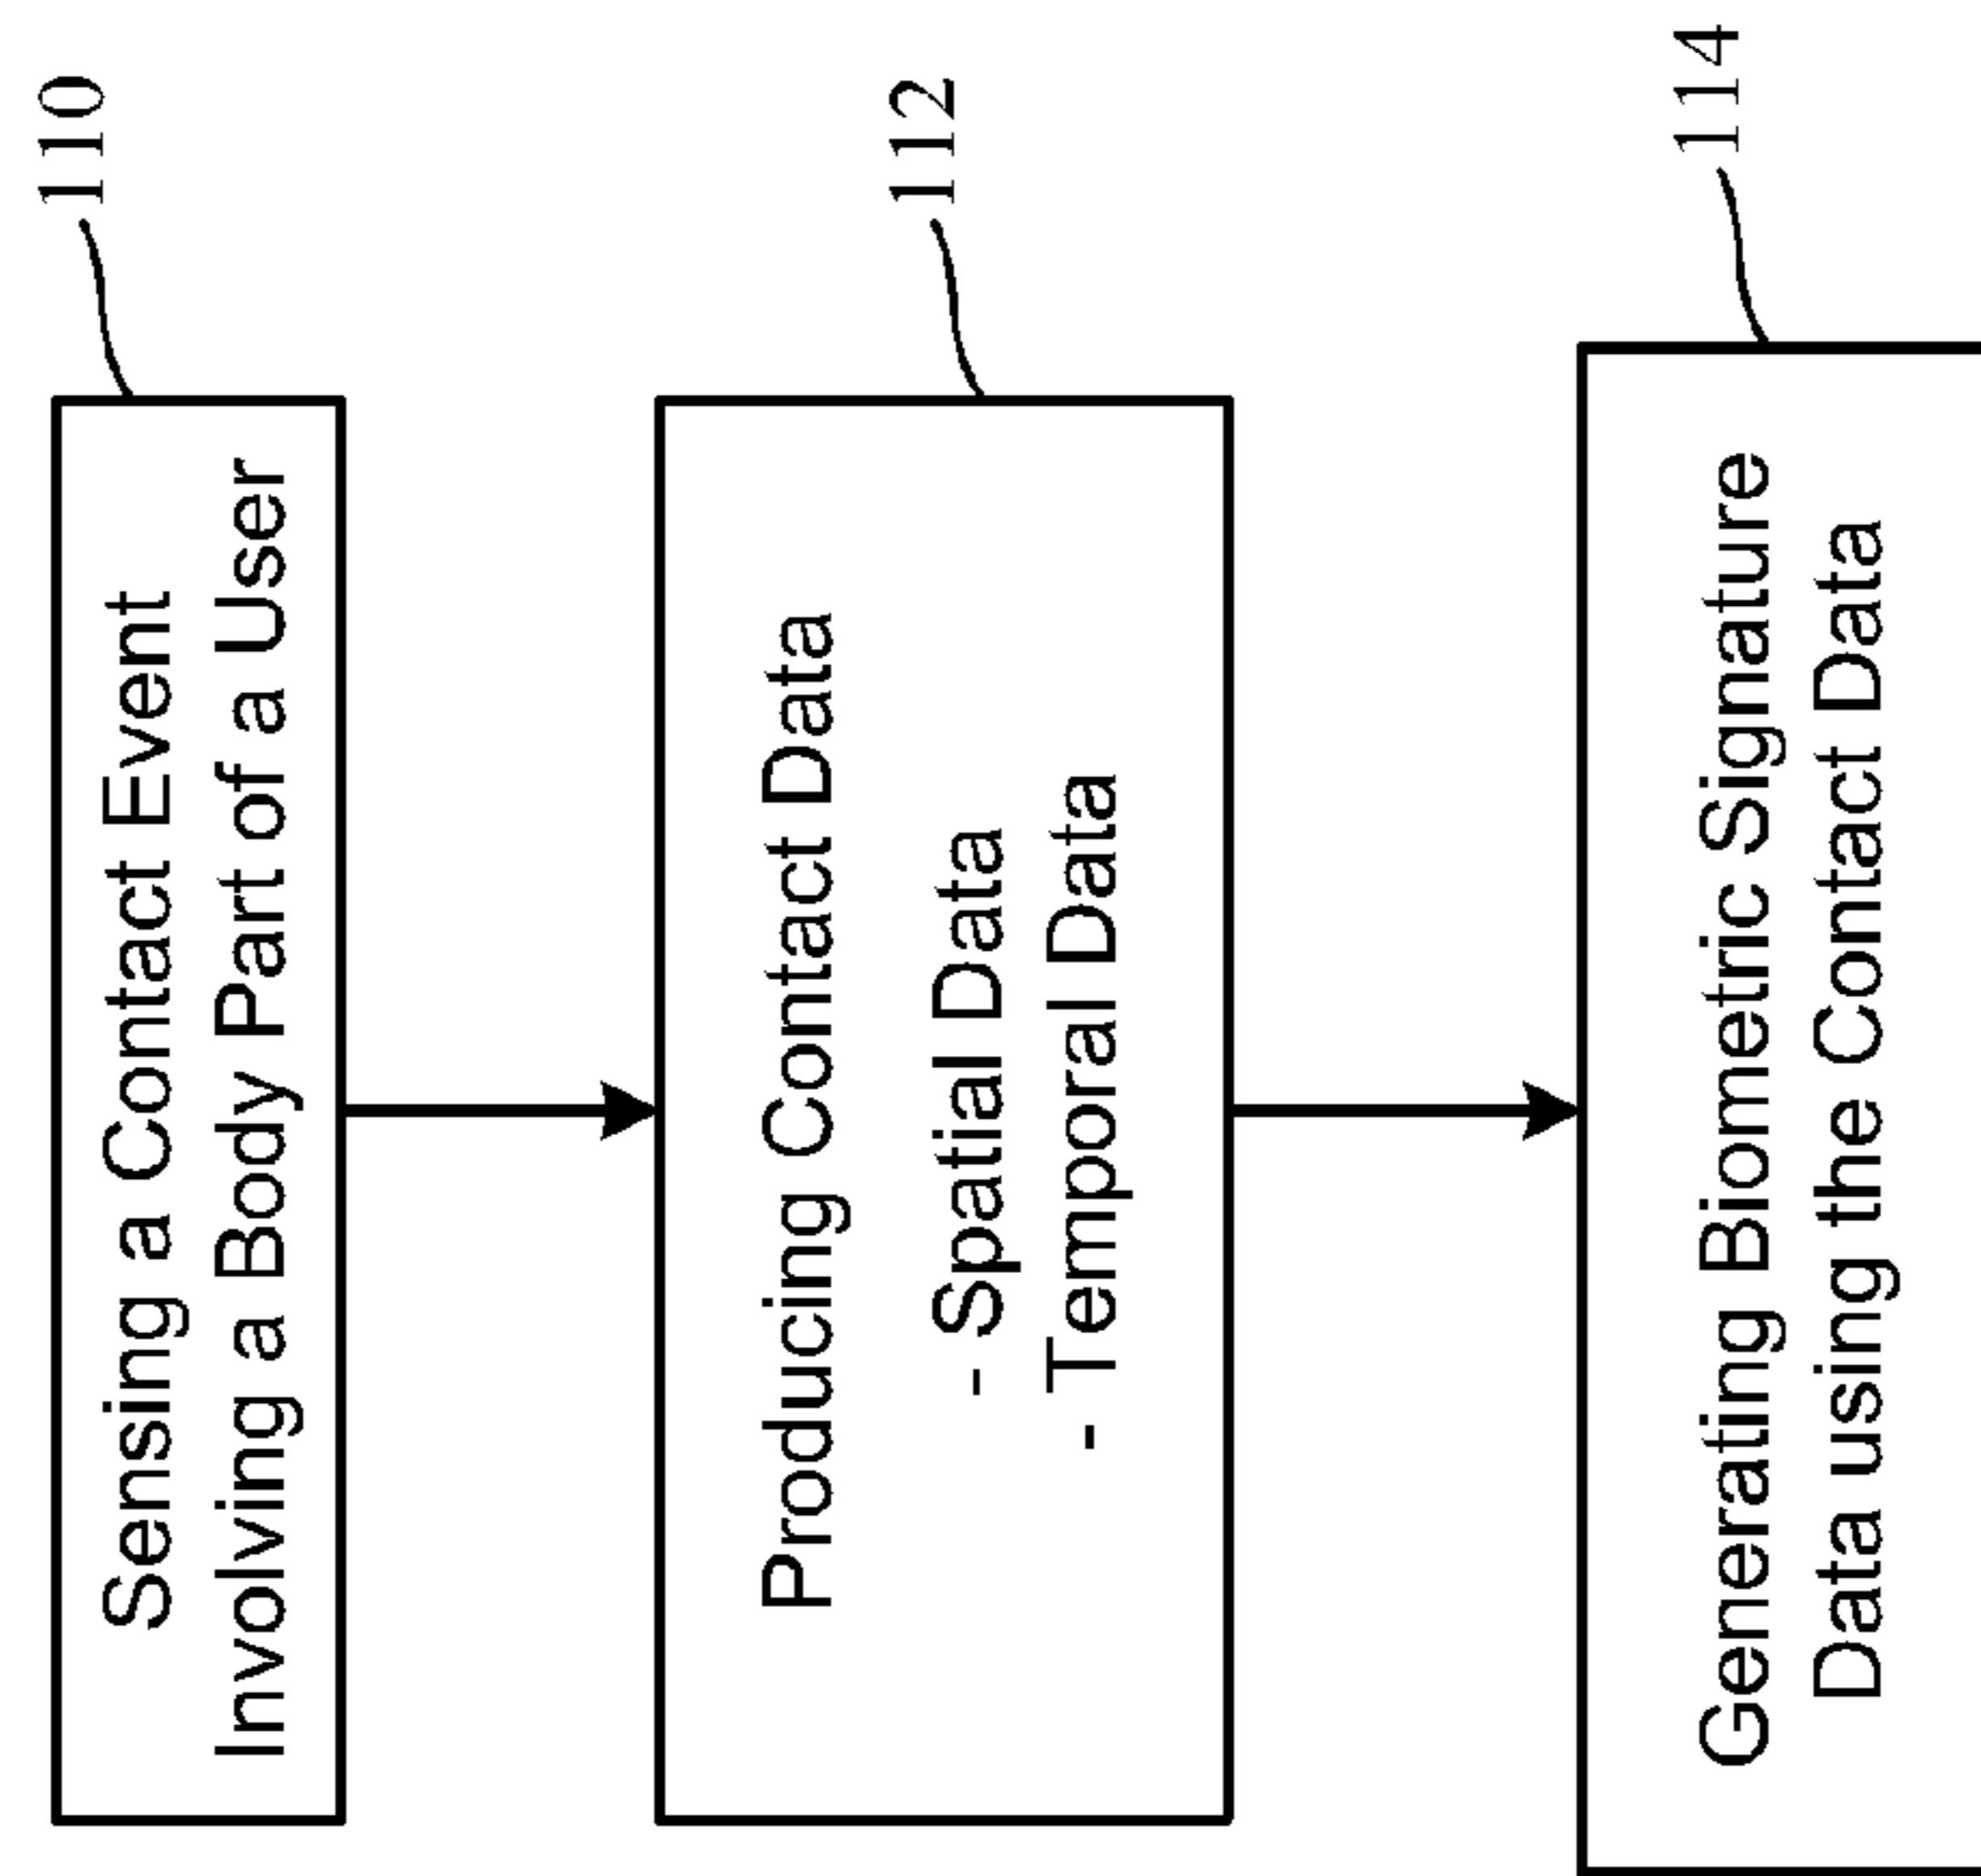 110
Sensing a Contact Event
Involving a Body Part of a User
112
Producing Contact Data
- Spatial Data
- Temporal Data
114
Generating Biometric Signature
Data using the Contact Data